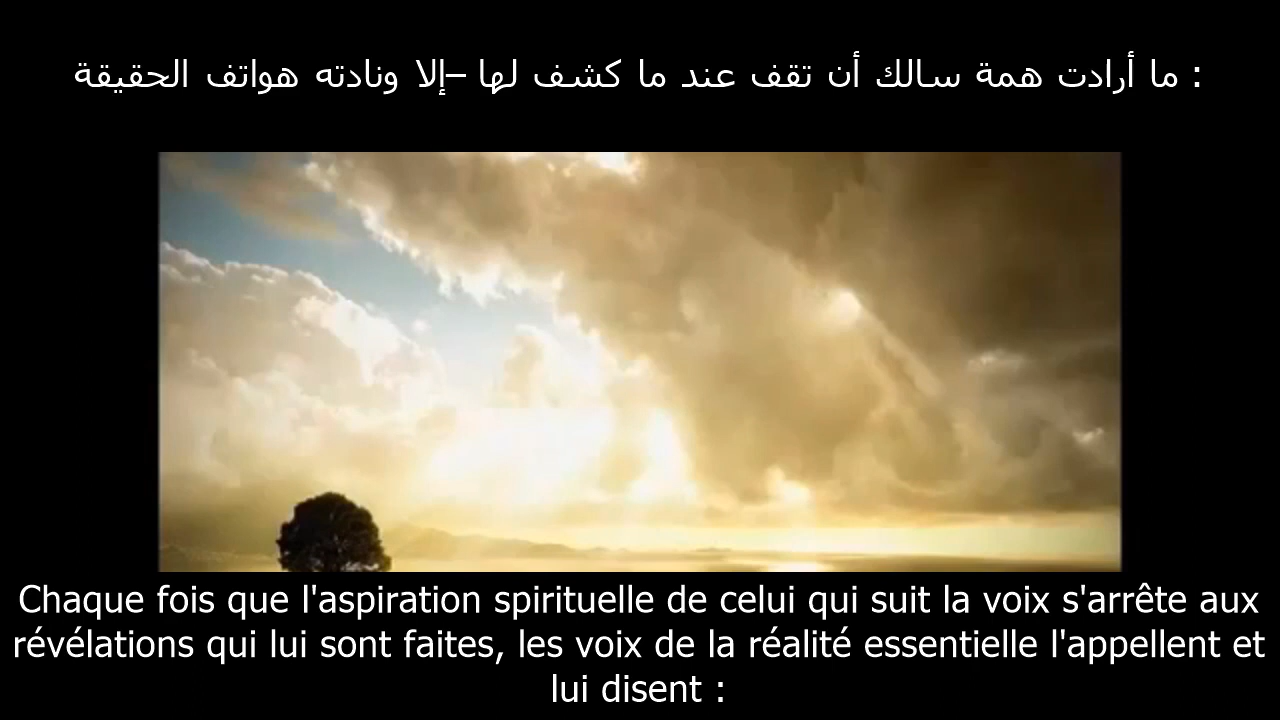 ما أرادت همة سالك أن تقف عند ما كشف لها –إلا ونادته هواتف الحقيقة :
Chaque fois que l'aspiration spirituelle de celui qui suit la voix s'arrête aux
révélations qui lui sont faites, les voix de la réalité essentielle l'appellent et
lui disent :